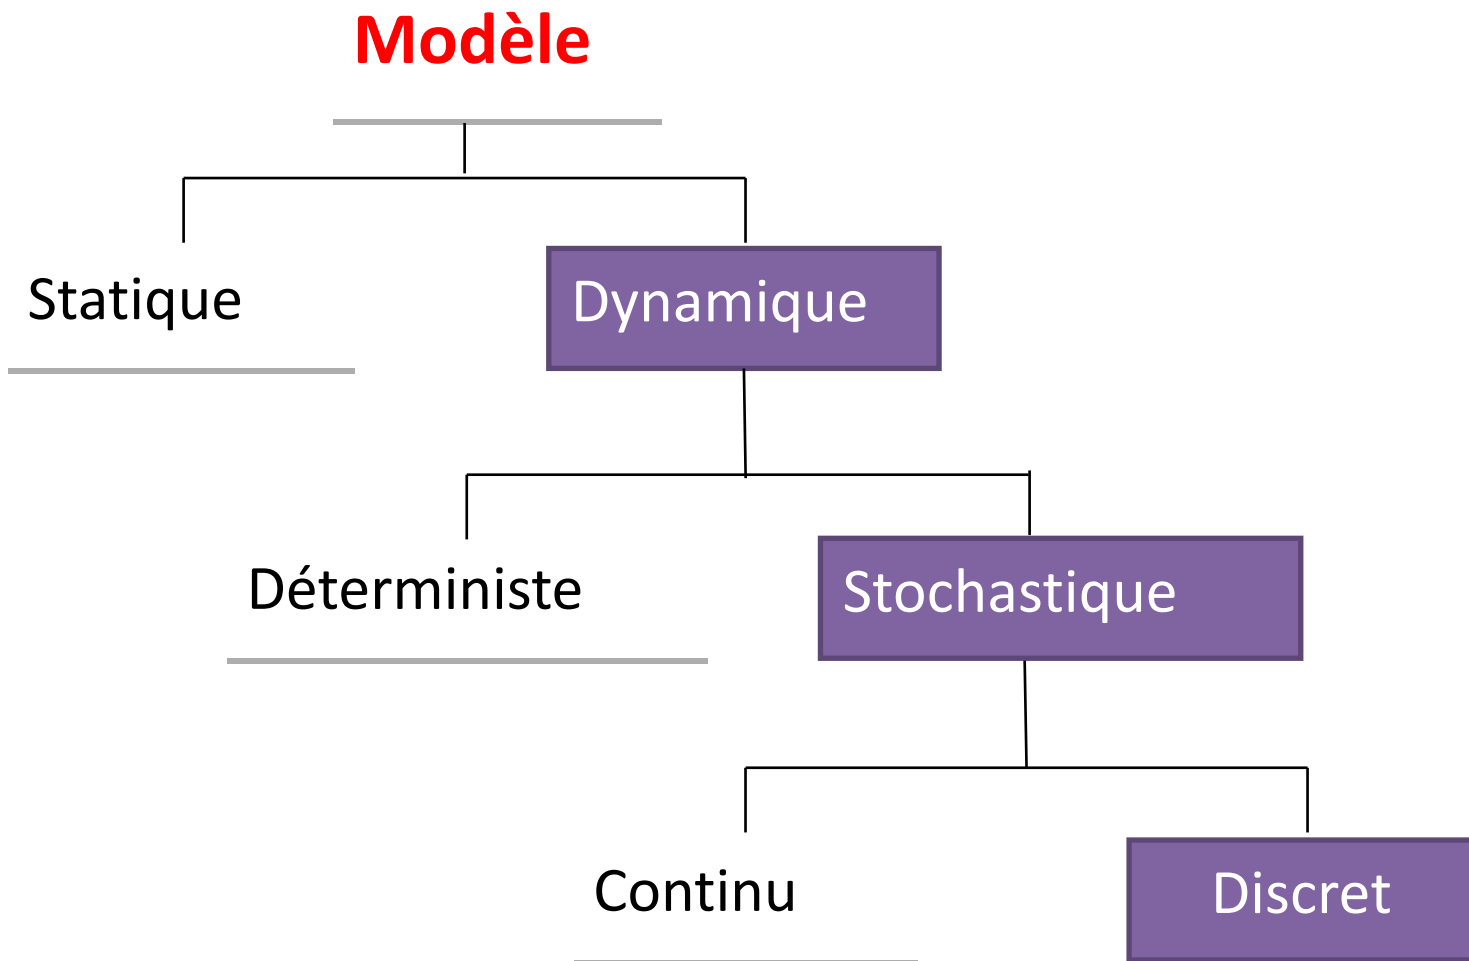 Modèle
Statique
Dynamique
Déterministe
Stochastique
Continu
Discret